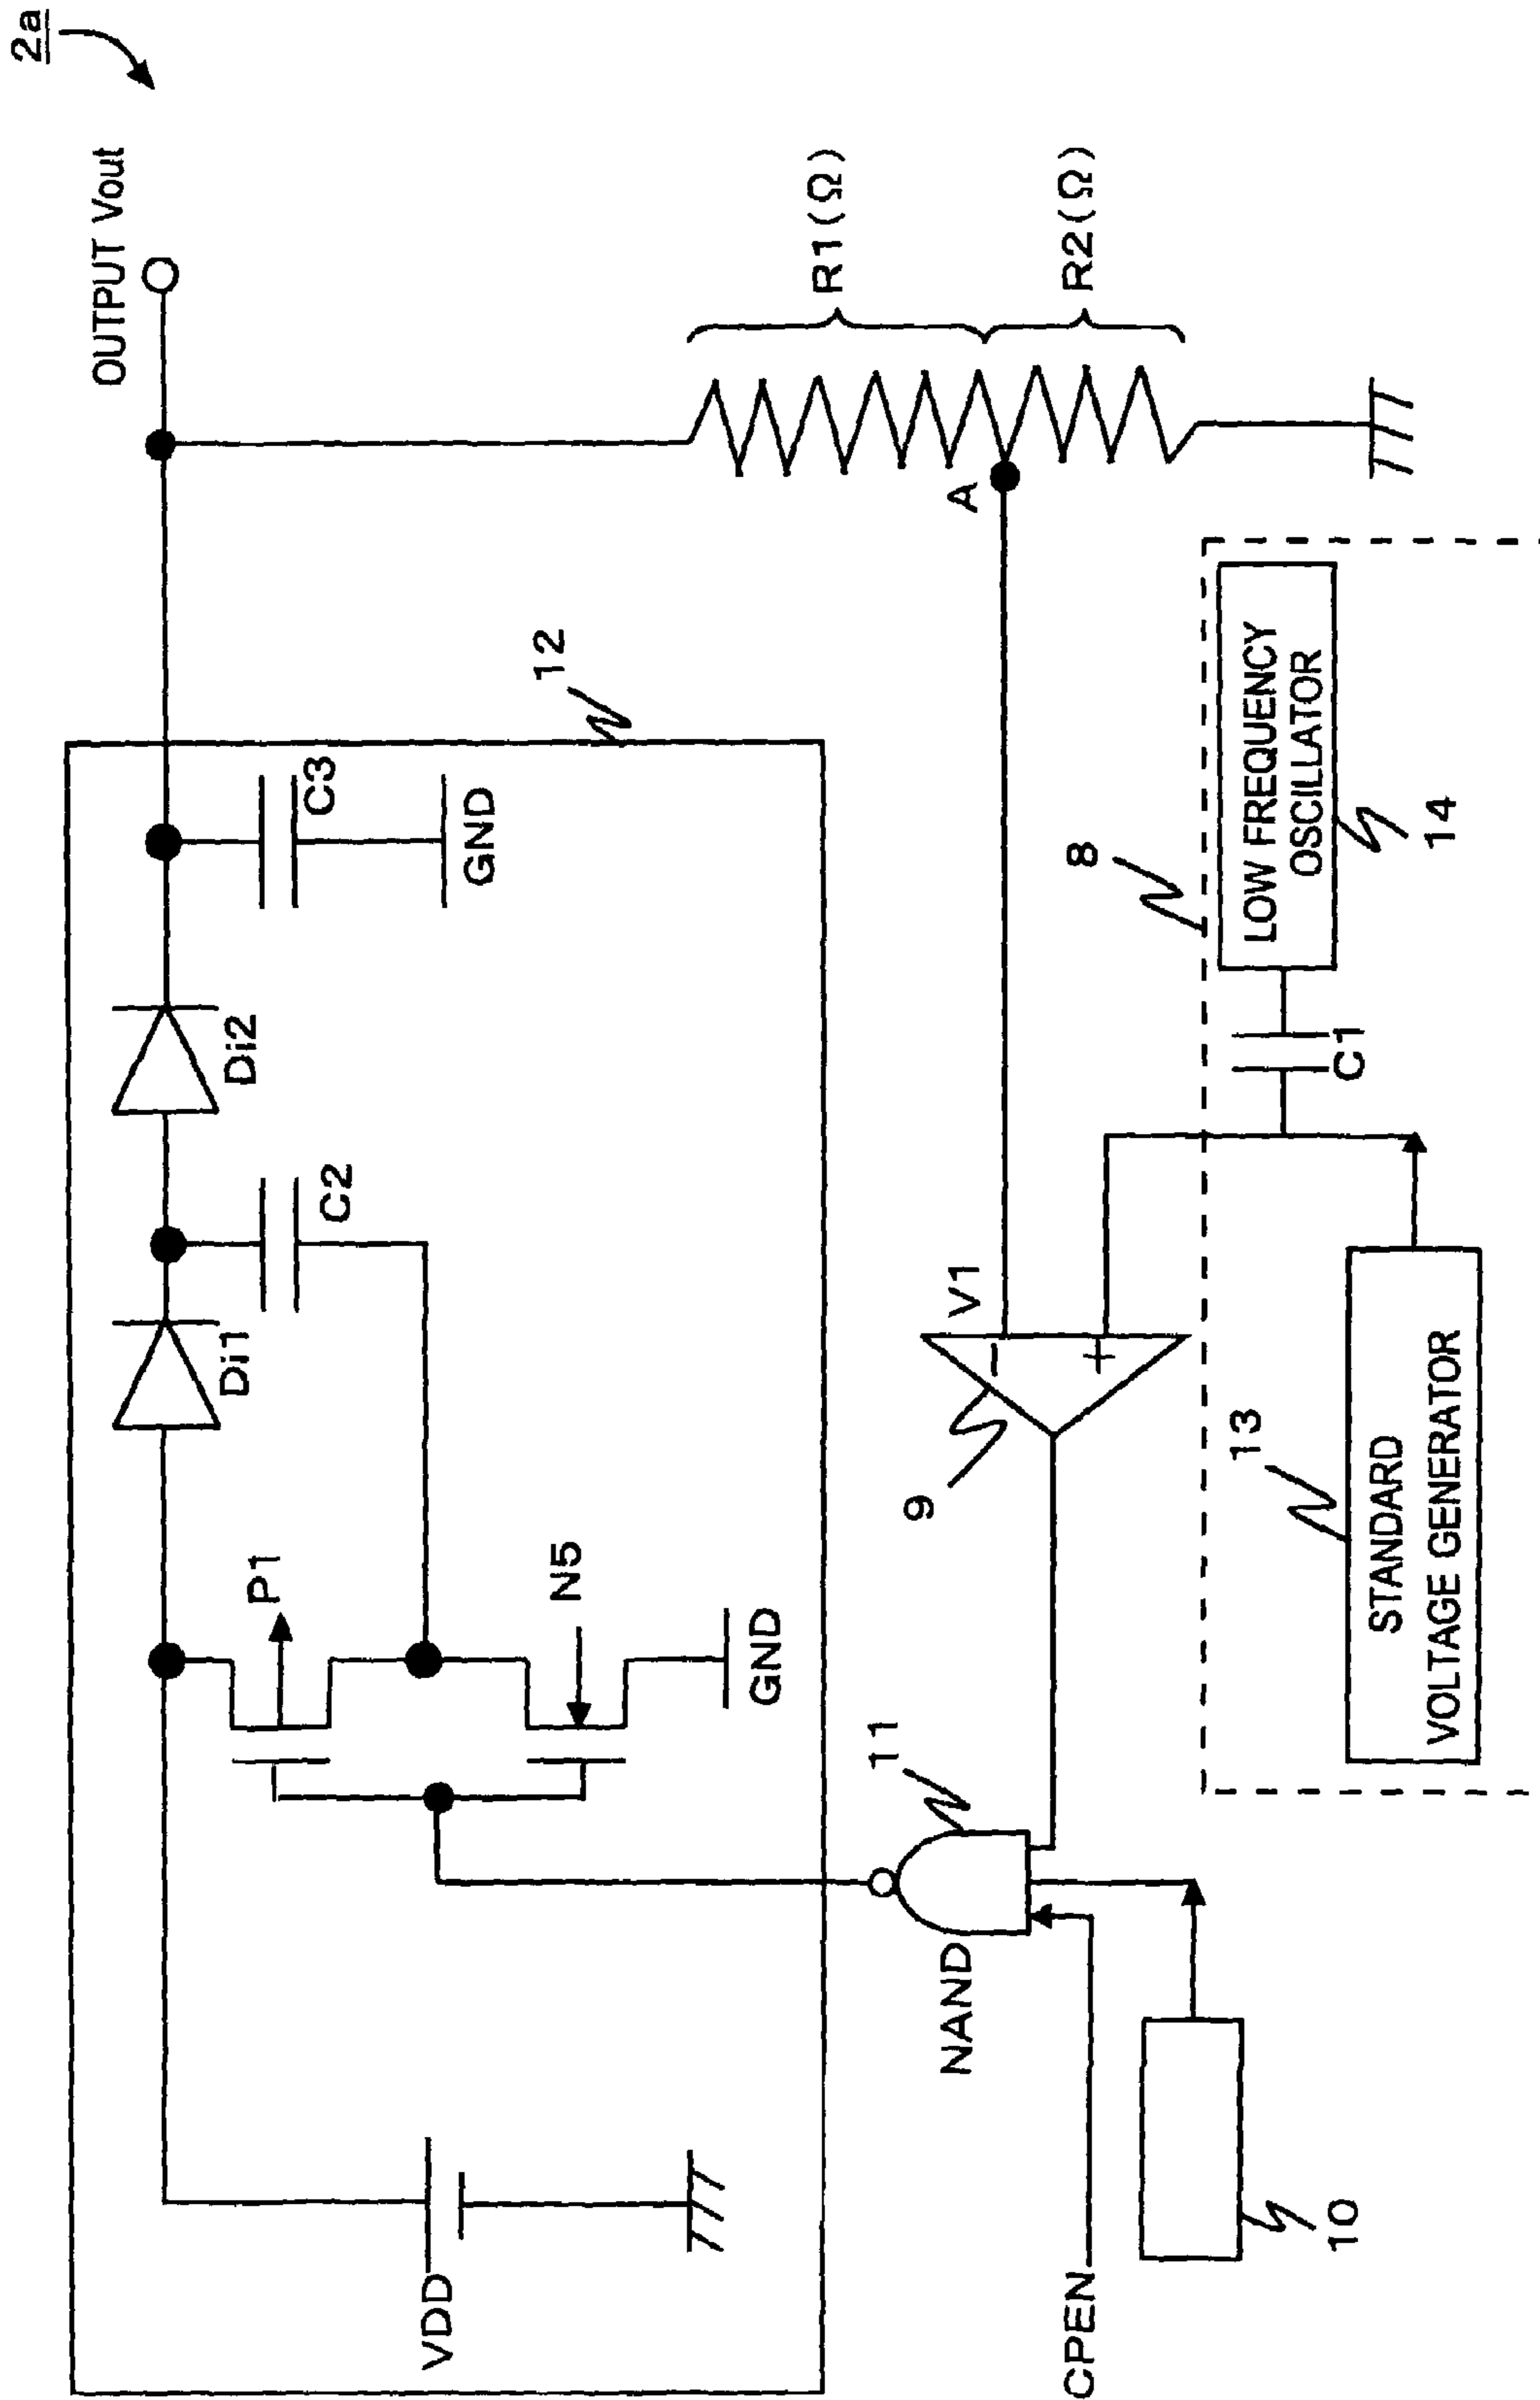 2a
OUTPUT Vout
12
VDD
P1
N5
GND
Di1
C2
Di2
C3
GND
R1(Ω)
R2(Ω)
A
V1
−
+
9
11
NAND
CPEN
10
8
13
STANDARD
VOLTAGE GENERATOR
C1
LOW FREQUENCY
OSCILLATOR
14